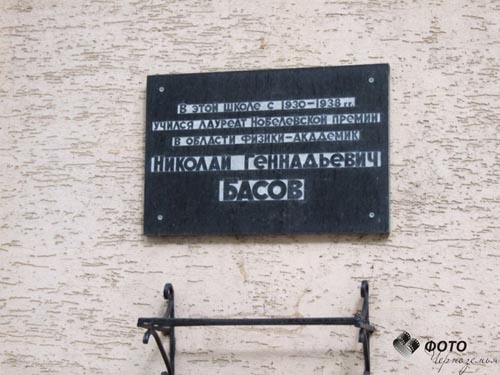 В ЭТОЙ ШКОЛЕ С 1930–1938 гг.
УЧИЛСЯ ЛАУРЕАТ НОБЕЛЕВСКОЙ ПРЕМИИ
В ОБЛАСТИ ФИЗИКИ–АКАДЕМИК
НИКОЛАЙ ГЕННАДЬЕВИЧ
БАСОВ
ФОТО
Черноземья